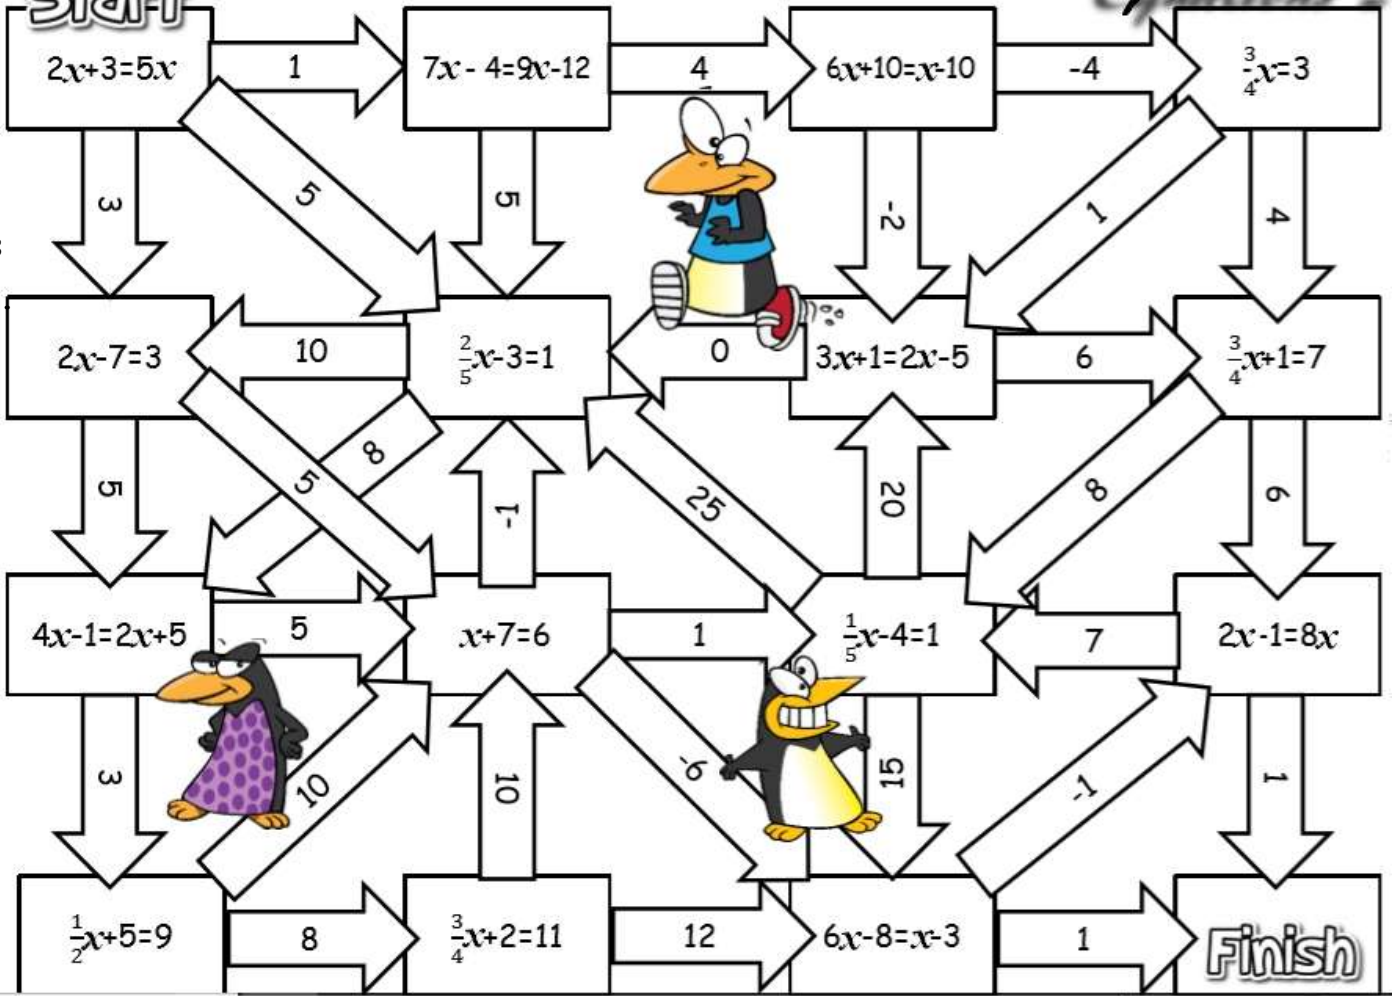 Start
2x+3=5x 1 7x-4=9x-12 4 6x+10=x-10 -4 3/4x=3
3 5 5 -2 1 4
2x-7=3 10 2/5x-3=1 0 3x+1=2x-5 6 3/4x+1=7
5 5 8 -1 25 20 8 6
4x-1=2x+5 5 x+7=6 1 1/5x-4=1 7 2x-1=8x
3 10 10 -6 15 -1 1
1/2x+5=9 8 3/4x+2=11 12 6x-8=x-3 1 Finish